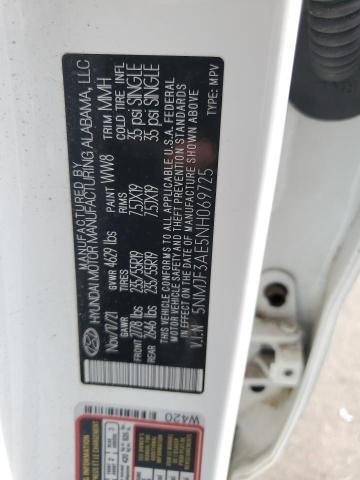 MANUFACTURED BY
HYUNDAI MOTOR MANUFACTURING ALABAMA, LLC
Nov/17/21 GVWR 4629 lbs PAINT WW8 TRIM MMH
GAWR TIRES RIMS COLD TIRE INFL
FRONT 2778 lbs 235/55R19 7.5JX19 35 psi SINGLE
REAR 2646 lbs 235/55R19 7.5JX19 35 psi SINGLE
THIS VEHICLE CONFORMS TO ALL APPLICABLE U.S.A. FEDERAL
MOTOR VEHICLE SAFETY AND THEFT PREVENTION STANDARDS
IN EFFECT ON THE DATE OF MANUFACTURE SHOWN ABOVE.
V.I.N 5NMJF3AE5NH069725 TYPE: MPV
W420